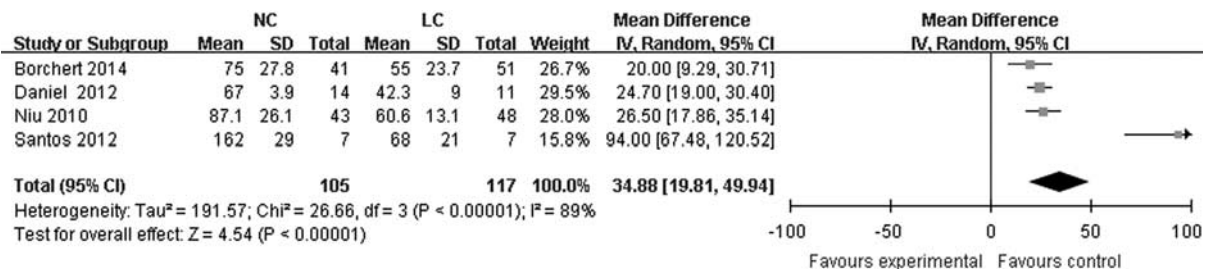 NC LC Mean Difference Mean Difference
Study or Subgroup Mean SD Total Mean SD Total Weight IV, Random, 95% CI IV, Random, 95% CI
Borchert 2014 75 27.8 41 55 23.7 51 26.7% 20.00 [9.29, 30.71]
Daniel 2012 67 3.9 14 42.3 9 11 29.5% 24.70 [19.00, 30.40]
Niu 2010 87.1 26.1 43 60.6 13.1 48 28.0% 26.50 [17.86, 35.14]
Santos 2012 162 29 7 68 21 7 15.8% 94.00 [67.48, 120.52]
Total (95% CI) 105 117 100.0% 34.88 [19.81, 49.94]
Heterogeneity: Tau² = 191.57; Chi² = 26.66, df = 3 (P < 0.00001); I² = 89%
Test for overall effect: Z = 4.54 (P < 0.00001)
-100 -50 0 50 100
Favours experimental Favours control